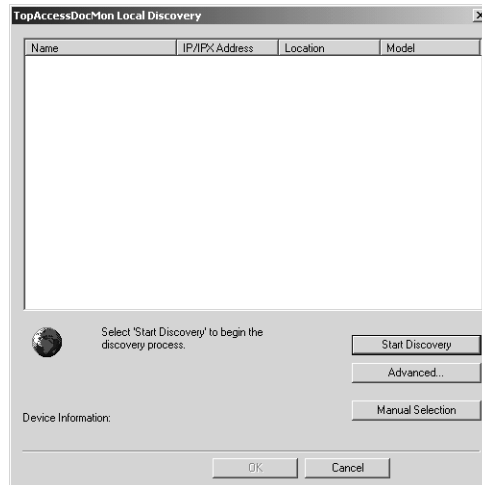 TopAccessDocMon Local Discovery
Name IP/IPX Address Location Model
Select 'Start Discovery' to begin the
discovery process.
Start Discovery
Advanced...
Manual Selection
Device Information:
OK Cancel